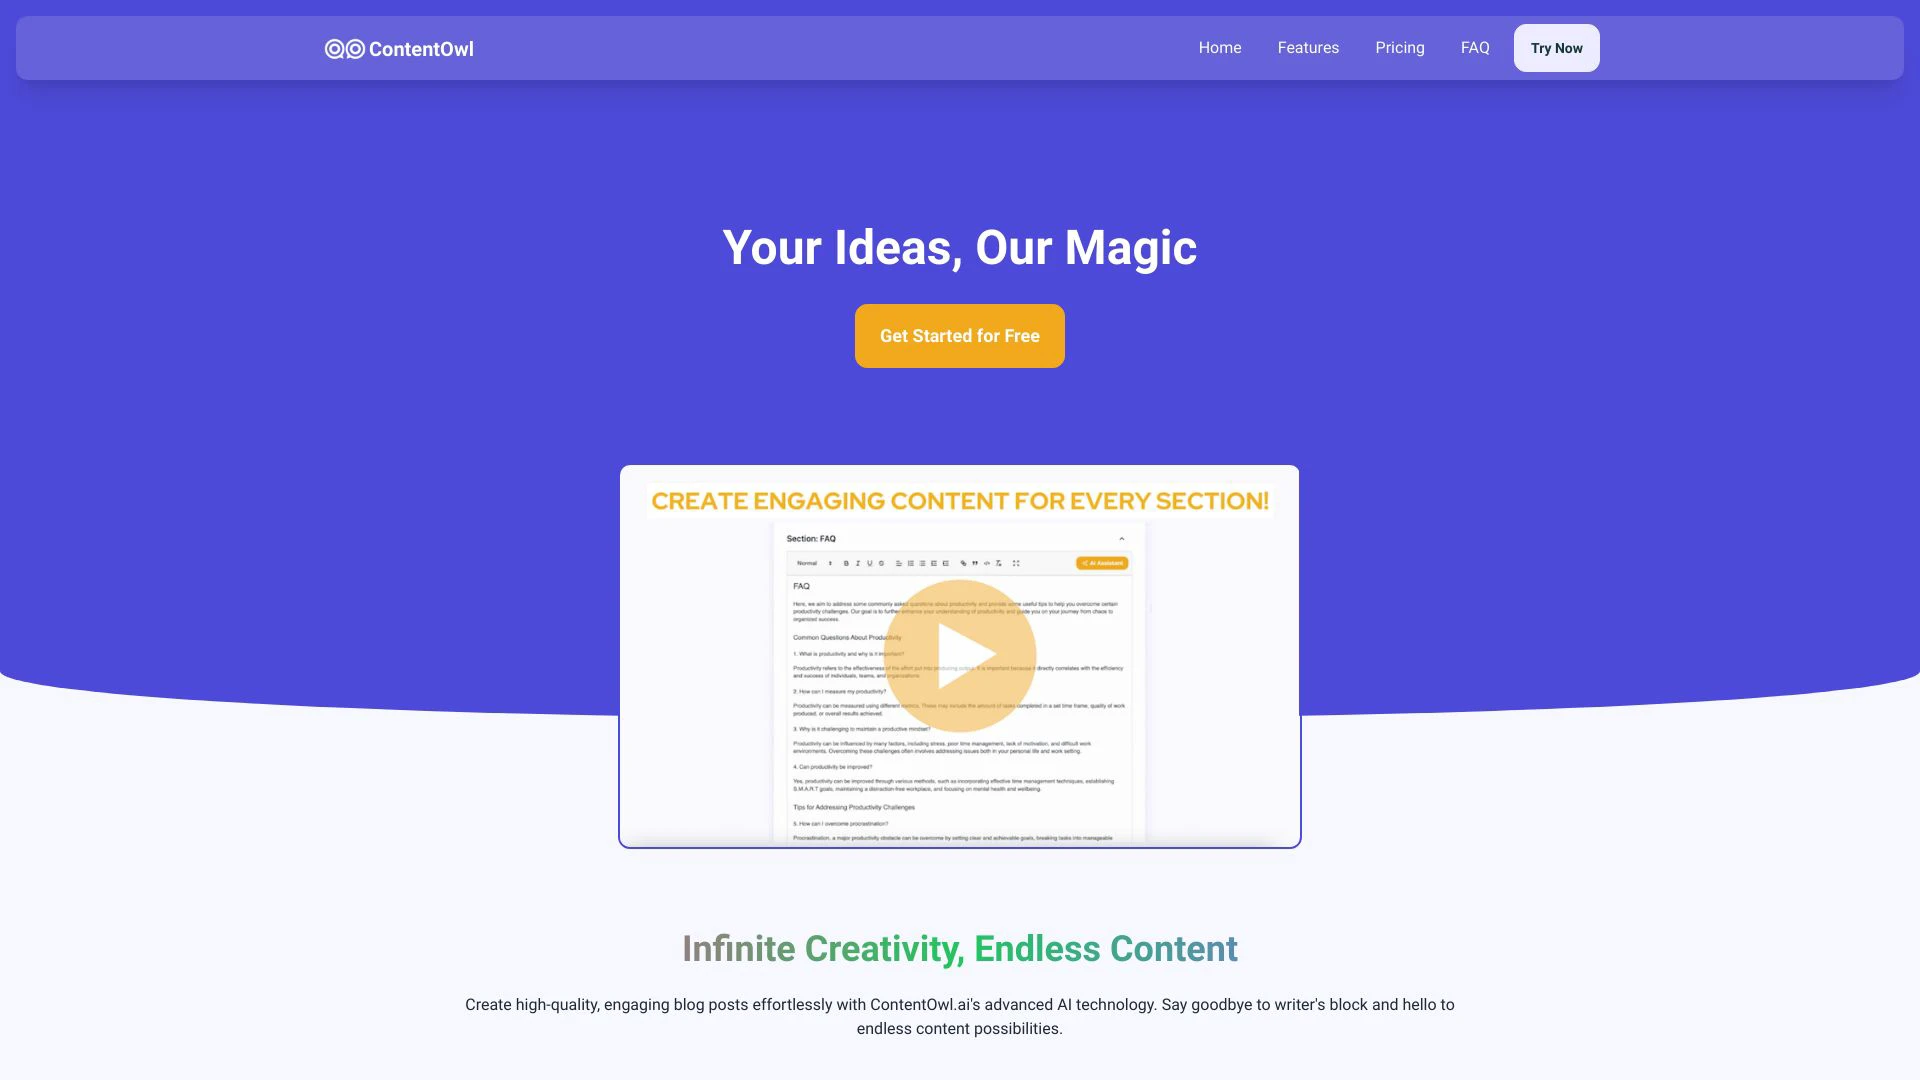 ContentOwl
Home
Features
Pricing
FAQ
Try Now
Your Ideas, Our Magic
Get Started for Free
CREATE ENGAGING CONTENT FOR EVERY SECTION!
Section: FAQ
Normal
AI Assistant
FAQ
Here, we aim to address some commonly asked questions about productivity and provide some useful tips to help you overcome certain
productivity challenges. Our goal is to further enhance your understanding of productivity and guide you on your journey from chaos to
organized success.
Common Questions About Productivity
1. What is productivity and why is it important?
Productivity refers to the effectiveness of the effort put into producing output. It is important because it directly correlates with the efficiency
and success of individuals, teams, and organizations.
2. How can I measure my productivity?
Productivity can be measured using different metrics. These may include the amount of tasks completed in a set time frame, quality of work
produced, or overall results achieved.
3. Why is it challenging to maintain a productive mindset?
Productivity can be influenced by many factors, including stress, poor time management, lack of motivation, and difficult work
environments. Overcoming these challenges often involves addressing issues both in your personal life and work setting.
4. Can productivity be improved?
Yes, productivity can be improved through various methods, such as incorporating effective time management techniques, establishing
S.M.A.R.T goals, maintaining a distraction-free workplace, and focusing on mental health and wellbeing.
Tips for Addressing Productivity Challenges
5. How can I overcome procrastination?
Procrastination, a major productivity obstacle can be overcome by setting clear and achievable goals, breaking tasks into manageable
Infinite Creativity, Endless Content
Create high-quality, engaging blog posts effortlessly with ContentOwl.ai's advanced AI technology. Say goodbye to writer's block and hello to
endless content possibilities.